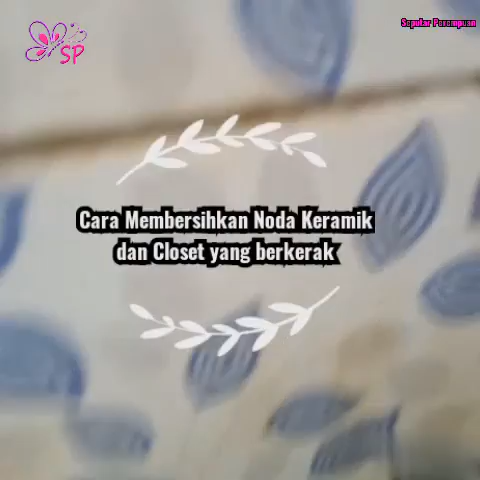 SP
Seputar Perempuan
Cara Membersihkan Noda Keramik
dan Closet yang berkerak